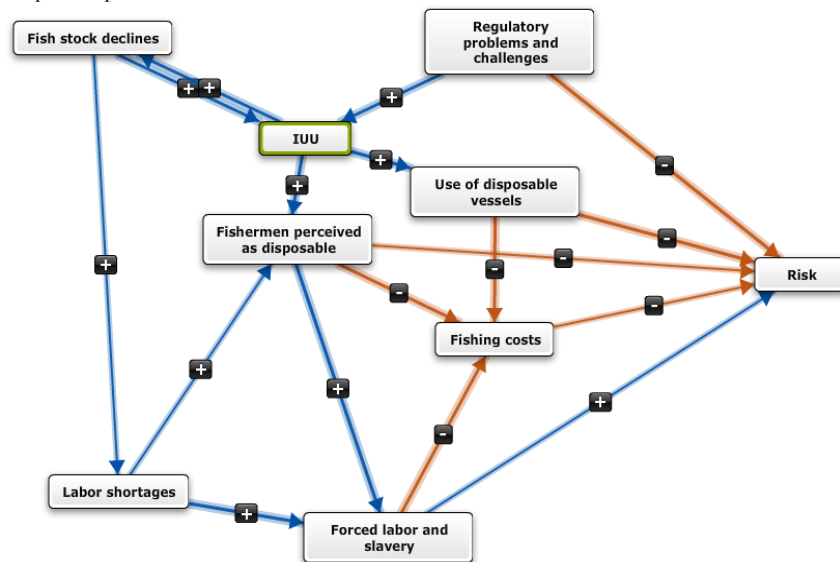 Regulatory
problems and
challenges
Fish stock declines
+
+
+
IUU
+
-
+
Use of disposable
vessels
Fishermen perceived
as disposable
-
-
+
-
Risk
-
-
Fishing costs
+
+
+
-
Labor shortages
+
Forced labor and
slavery